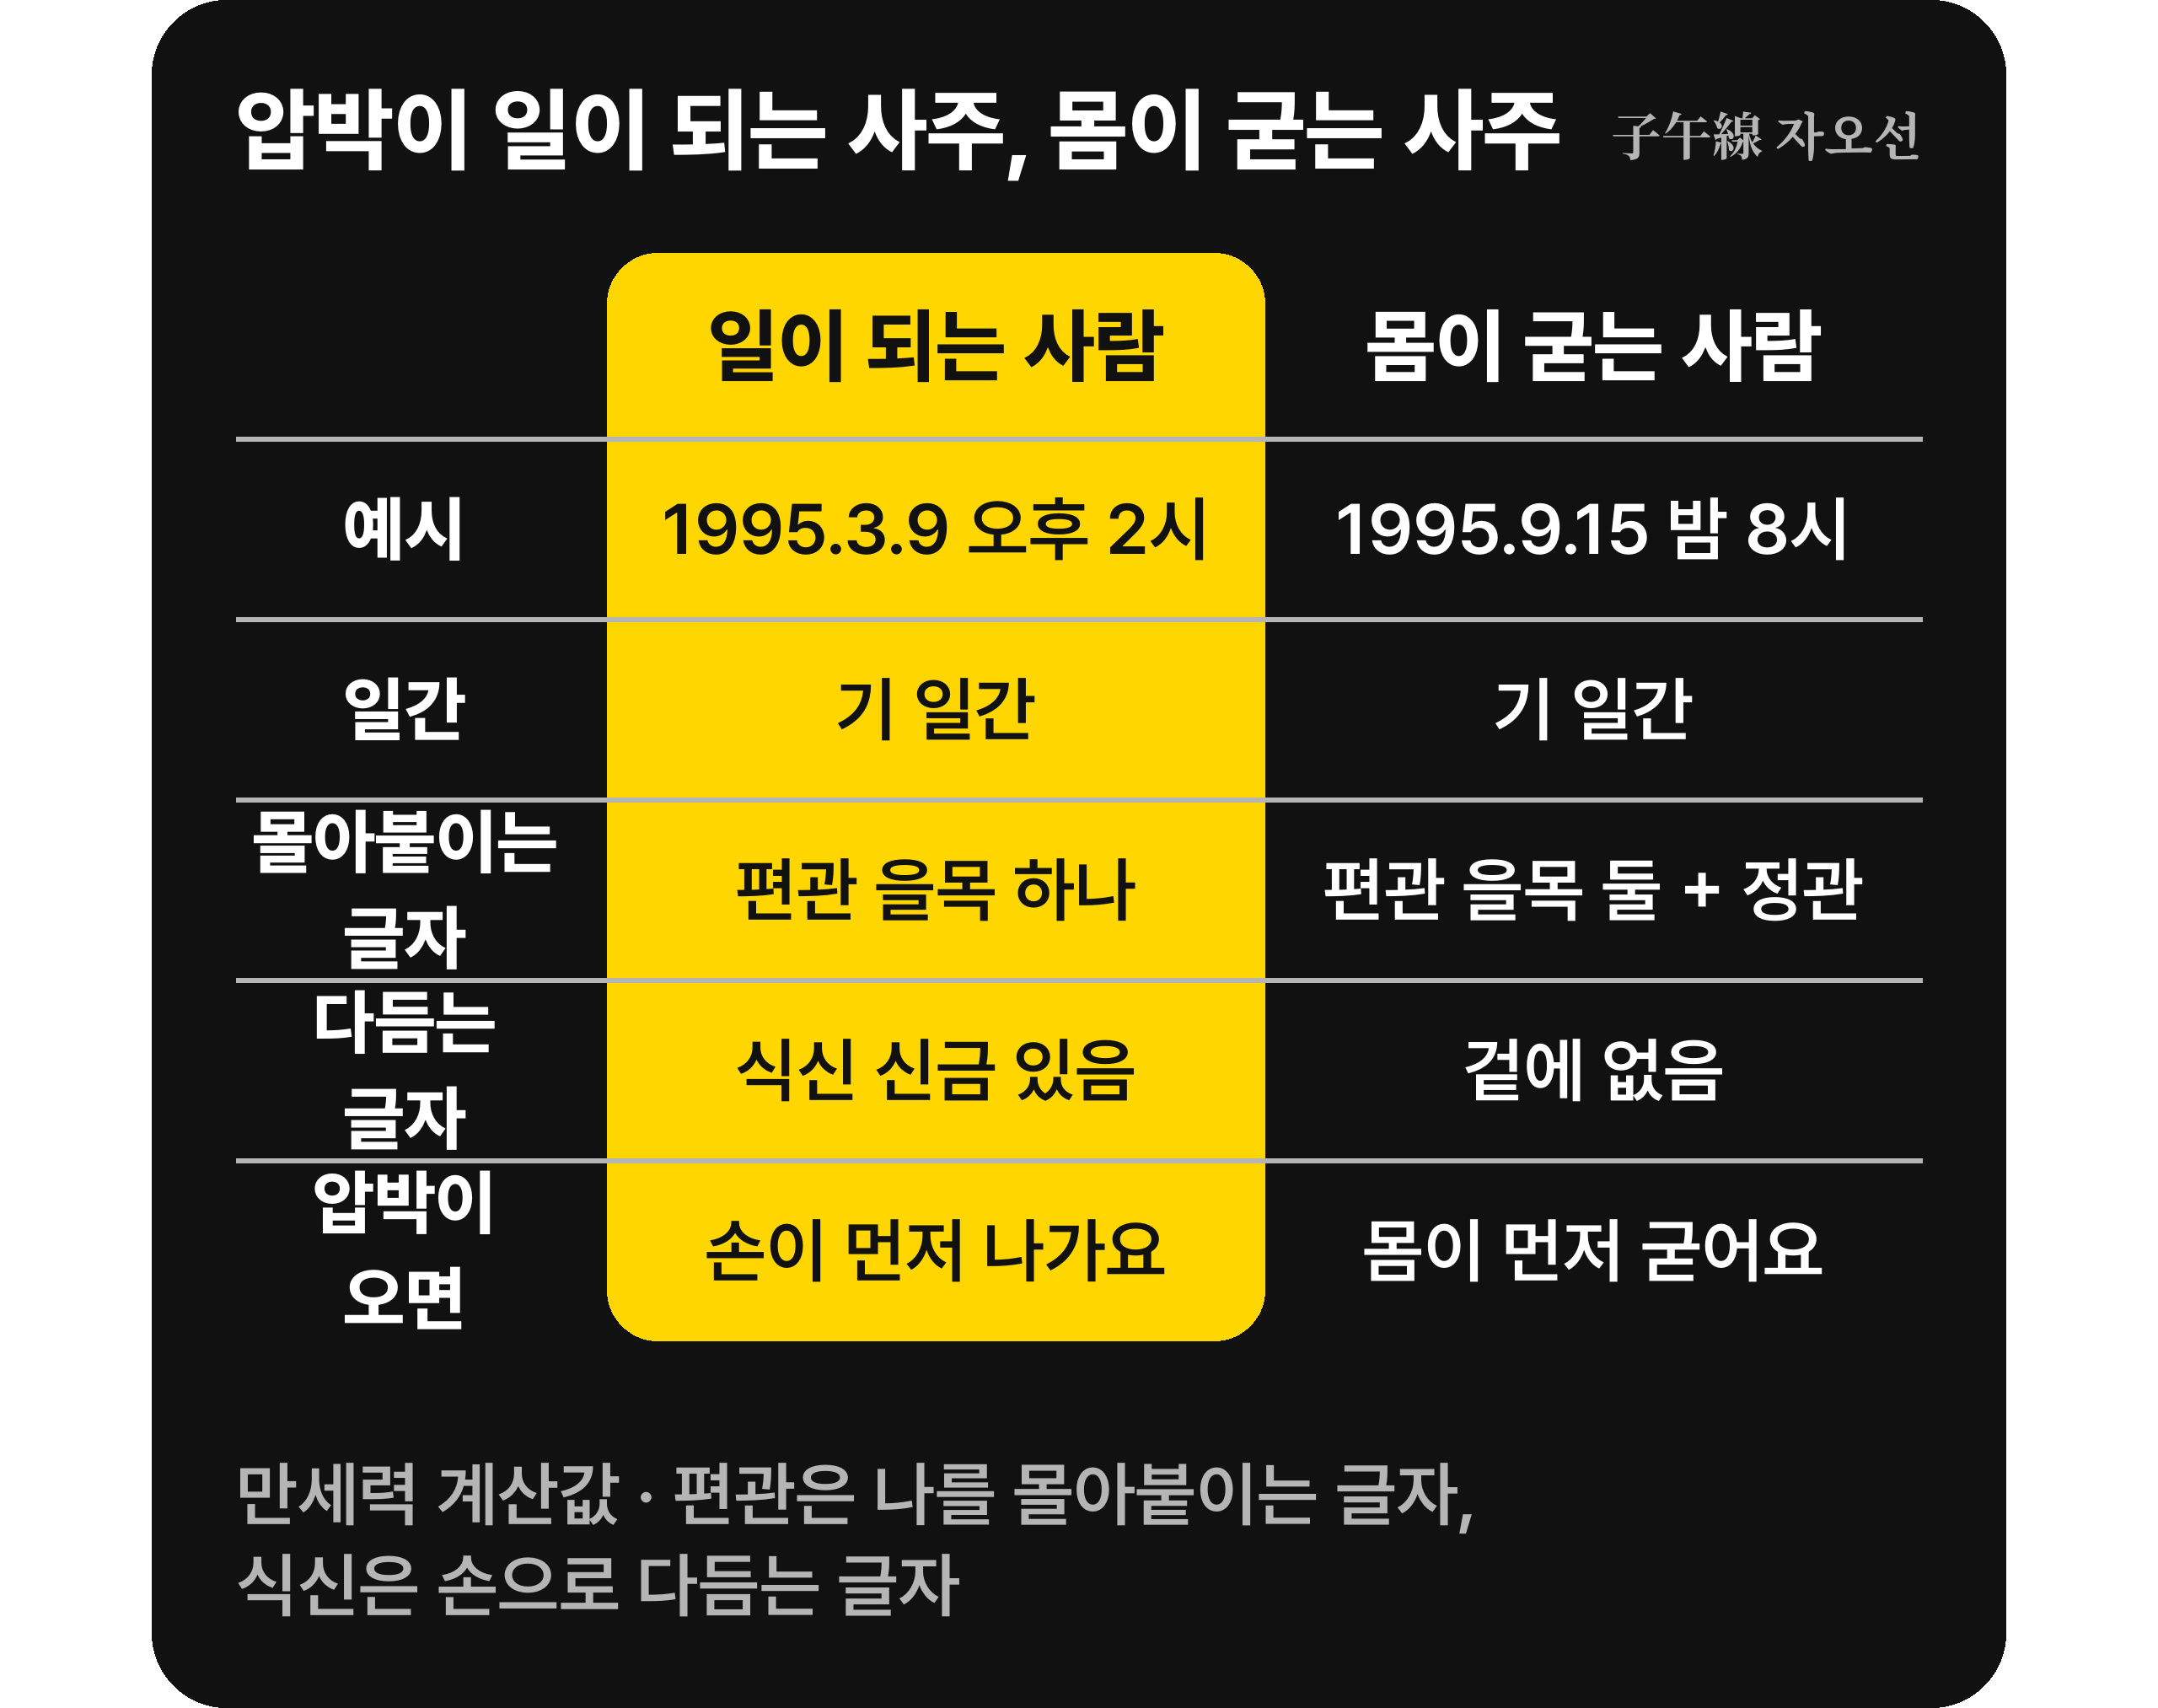 압박이 일이 되는 사주, 몸이 굳는 사주
子午線 자오선
일이 되는 사람
몸이 굳는 사람
예시
1995.3.9 오후 2시
1995.9.15 밤 8시
일간
기 일간
기 일간
몰아붙이는
글자
편관 을목 하나
편관 을목 둘 + 정관
다듬는
글자
식신 신금 있음
곁에 없음
압박이
오면
손이 먼저 나가요
몸이 먼저 굳어요
만세력 계산값 · 편관은 나를 몰아붙이는 글자,
식신은 손으로 다듬는 글자